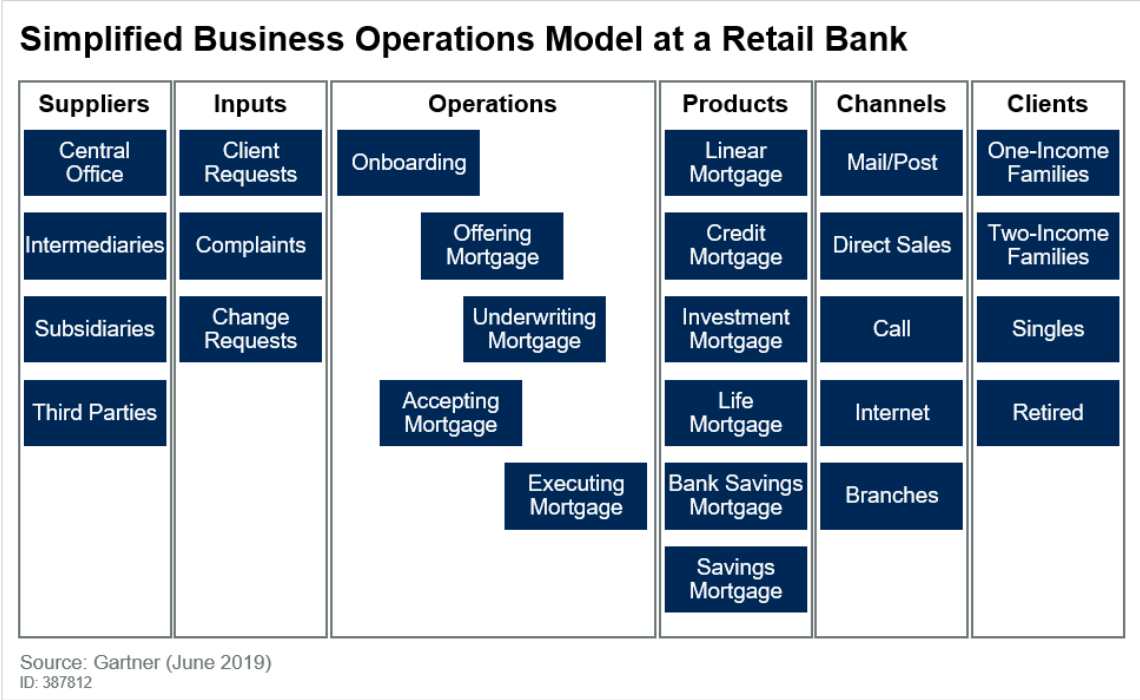 Simplified Business Operations Model at a Retail Bank
Suppliers
Central
Office
Intermediaries
Subsidiaries
Third Parties
Inputs
Client
Requests
Complaints
Change
Requests
Operations
Onboarding
Offering
Mortgage
Underwriting
Mortgage
Accepting
Mortgage
Executing
Mortgage
Products
Linear
Mortgage
Credit
Mortgage
Investment
Mortgage
Life
Mortgage
Bank Savings
Mortgage
Savings
Mortgage
Channels
Mail/Post
Direct Sales
Call
Internet
Branches
Clients
One-Income
Families
Two-Income
Families
Singles
Retired
Source: Gartner (June 2019)
ID: 387812